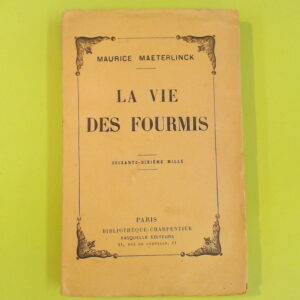 MAURICE MAETERLINCK
LA VIE
DES FOURMIS
SOIXANTE-DIXIÈME MILLE
PARIS
BIBLIOTHÈQUE-CHARPENTIER
FASQUELLE ÉDITEURS
11, RUE DE GRENELLE, 11